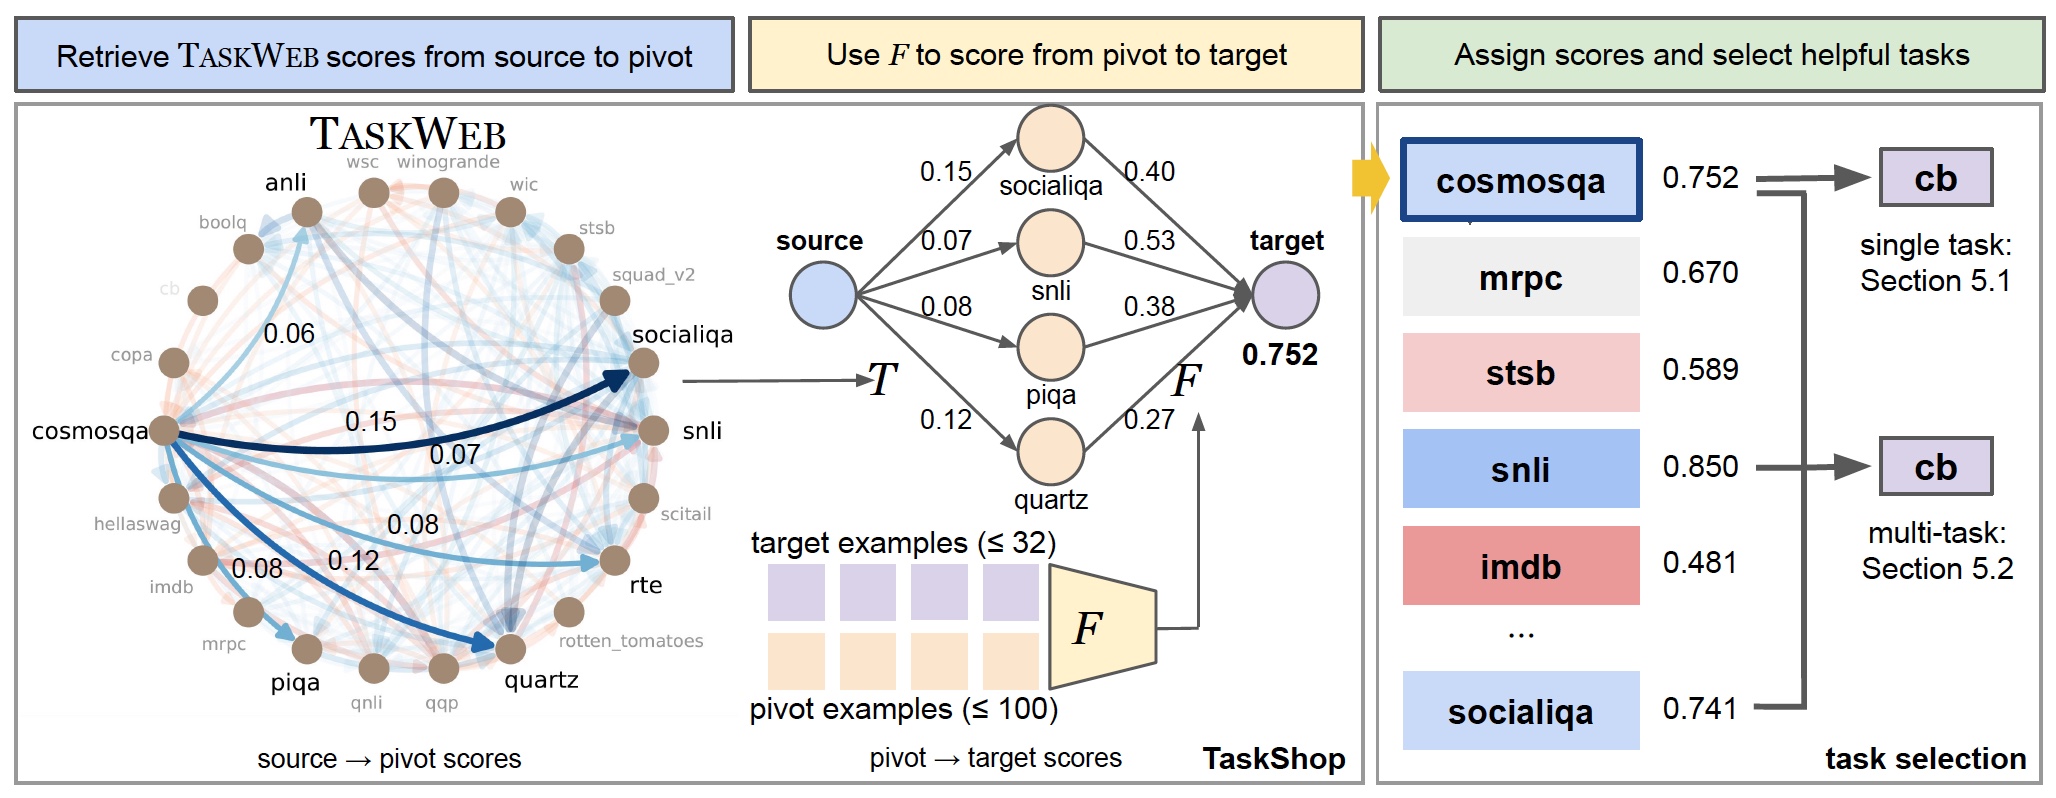 Retrieve TASKWEB scores from source to pivot
Use F to score from pivot to target
Assign scores and select helpful tasks
TASKWEB
wsc
winogrande
anli
wic
boolq
stsb
cb
squad_v2
socialiqa
copa
0.06
cosmosqa
0.15
0.07
snli
hellaswag
0.08
scitail
imdb
0.08
0.12
rte
mrpc
rotten_tomatoes
piqa
quartz
qnli
qqp
source → pivot scores
T
source
0.15
0.07
0.08
0.12
socialiqa
snli
piqa
quartz
0.40
0.53
0.38
0.27
F
target
0.752
target examples (≤ 32)
F
pivot examples (≤ 100)
pivot → target scores
TaskShop
cosmosqa 0.752
mrpc 0.670
stsb 0.589
snli 0.850
imdb 0.481
...
socialiqa 0.741
cb
single task:
Section 5.1
cb
multi-task:
Section 5.2
task selection